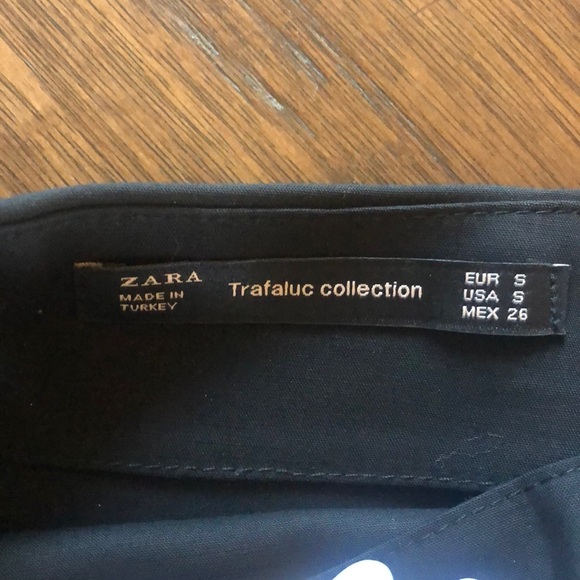 ZARA
MADE IN
TURKEY
Trafaluc collection
EUR S
USA S
MEX 26